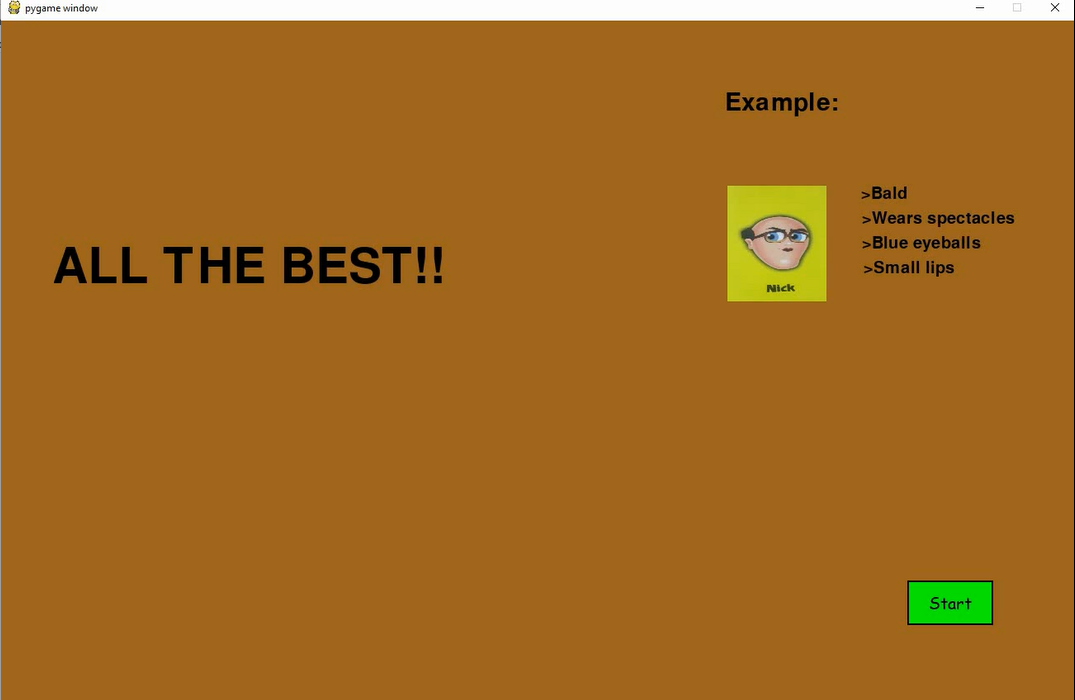 pygame window
Example:
>Bald
>Wears spectacles
ALL THE BEST!!
>Blue eyeballs
>Small lips
Nick
Start